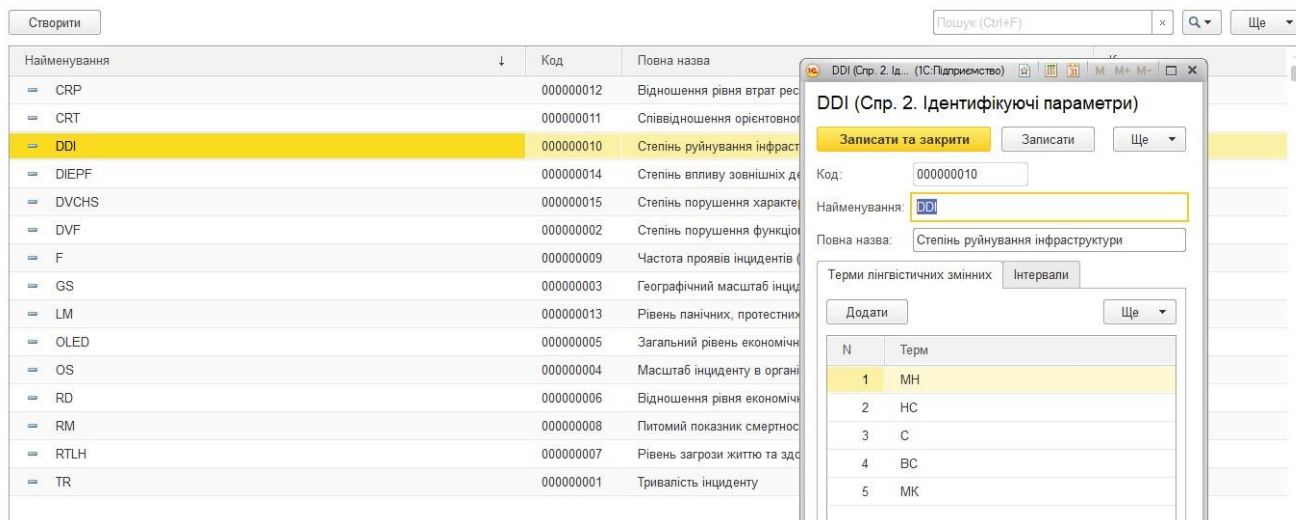 Створити
Пошук (Ctrl+F)
×
Ще
Найменування ↓ Код Повна назва
CRP 000000012 Відношення рівня втрат рес
CRT 000000011 Співвідношення орієнтовног
DDI 000000010 Степінь руйнування інфраст
DIEPF 000000014 Степінь впливу зовнішніх де
DVCHS 000000015 Степінь порушення характе
DVF 000000002 Степінь порушення функціо
F 000000009 Частота проявів інцидентів (
GS 000000003 Географічний масштаб інцид
LM 000000013 Рівень панічних, протестних
OLED 000000005 Загальний рівень економічн
OS 000000004 Масштаб інциденту в органі
RD 000000006 Відношення рівня економічн
RM 000000008 Питомий показник смертнос
RTLH 000000007 Рівень загрози життю та здо
TR 000000001 Тривалість інциденту
DDI (Спр. 2. Ід... (1С:Підприємство) 31 M M+ M-
DDI (Спр. 2. Ідентифікуючі параметри)
Записати та закрити Записати Ще
Код: 000000010
Найменування: DDI
Повна назва: Степінь руйнування інфраструктури
Терми лінгвістичних змінних Інтервали
Додати Ще
N Терм
1 МН
2 НС
3 С
4 ВС
5 МК